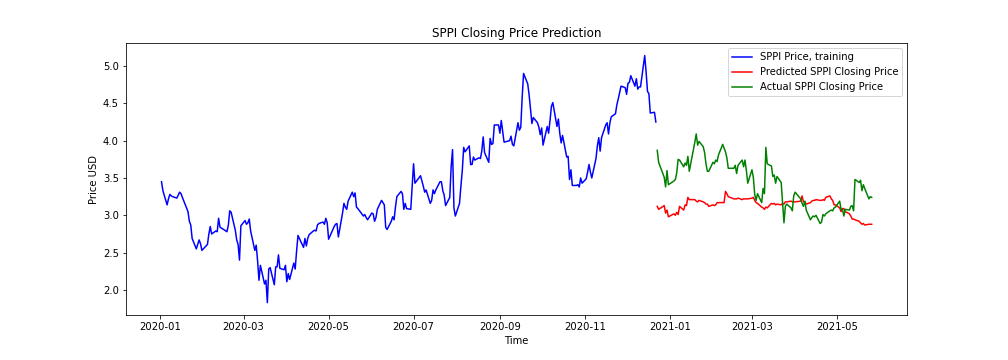 SPPI Closing Price Prediction
SPPI Price, training
Predicted SPPI Closing Price
Actual SPPI Closing Price
Price USD
5.0
4.5
4.0
3.5
3.0
2.5
2.0
2020-01
2020-03
2020-05
2020-07
2020-09
2020-11
2021-01
2021-03
2021-05
Time